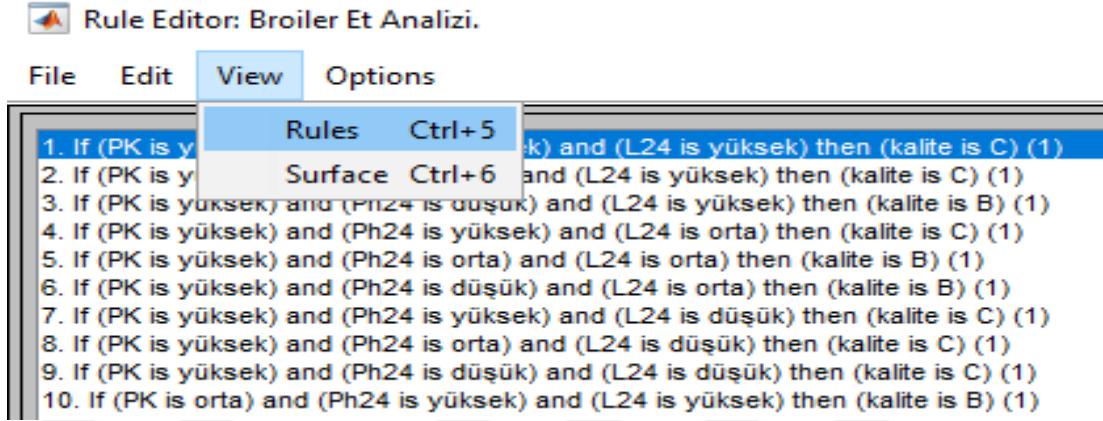 Rule Editor: Broiler Et Analizi.
File Edit View Options
Rules Ctrl+5
Surface Ctrl+6
1. If (PK is y k) and (L24 is yüksek) then (kalite is C) (1)
2. If (PK is y and (L24 is yüksek) then (kalite is C) (1)
3. If (PK is yüksek) and (Ph24 is düşük) and (L24 is yüksek) then (kalite is B) (1)
4. If (PK is yüksek) and (Ph24 is yüksek) and (L24 is orta) then (kalite is C) (1)
5. If (PK is yüksek) and (Ph24 is orta) and (L24 is orta) then (kalite is B) (1)
6. If (PK is yüksek) and (Ph24 is düşük) and (L24 is orta) then (kalite is B) (1)
7. If (PK is yüksek) and (Ph24 is yüksek) and (L24 is düşük) then (kalite is C) (1)
8. If (PK is yüksek) and (Ph24 is orta) and (L24 is düşük) then (kalite is C) (1)
9. If (PK is yüksek) and (Ph24 is düşük) and (L24 is düşük) then (kalite is C) (1)
10. If (PK is orta) and (Ph24 is yüksek) and (L24 is yüksek) then (kalite is B) (1)